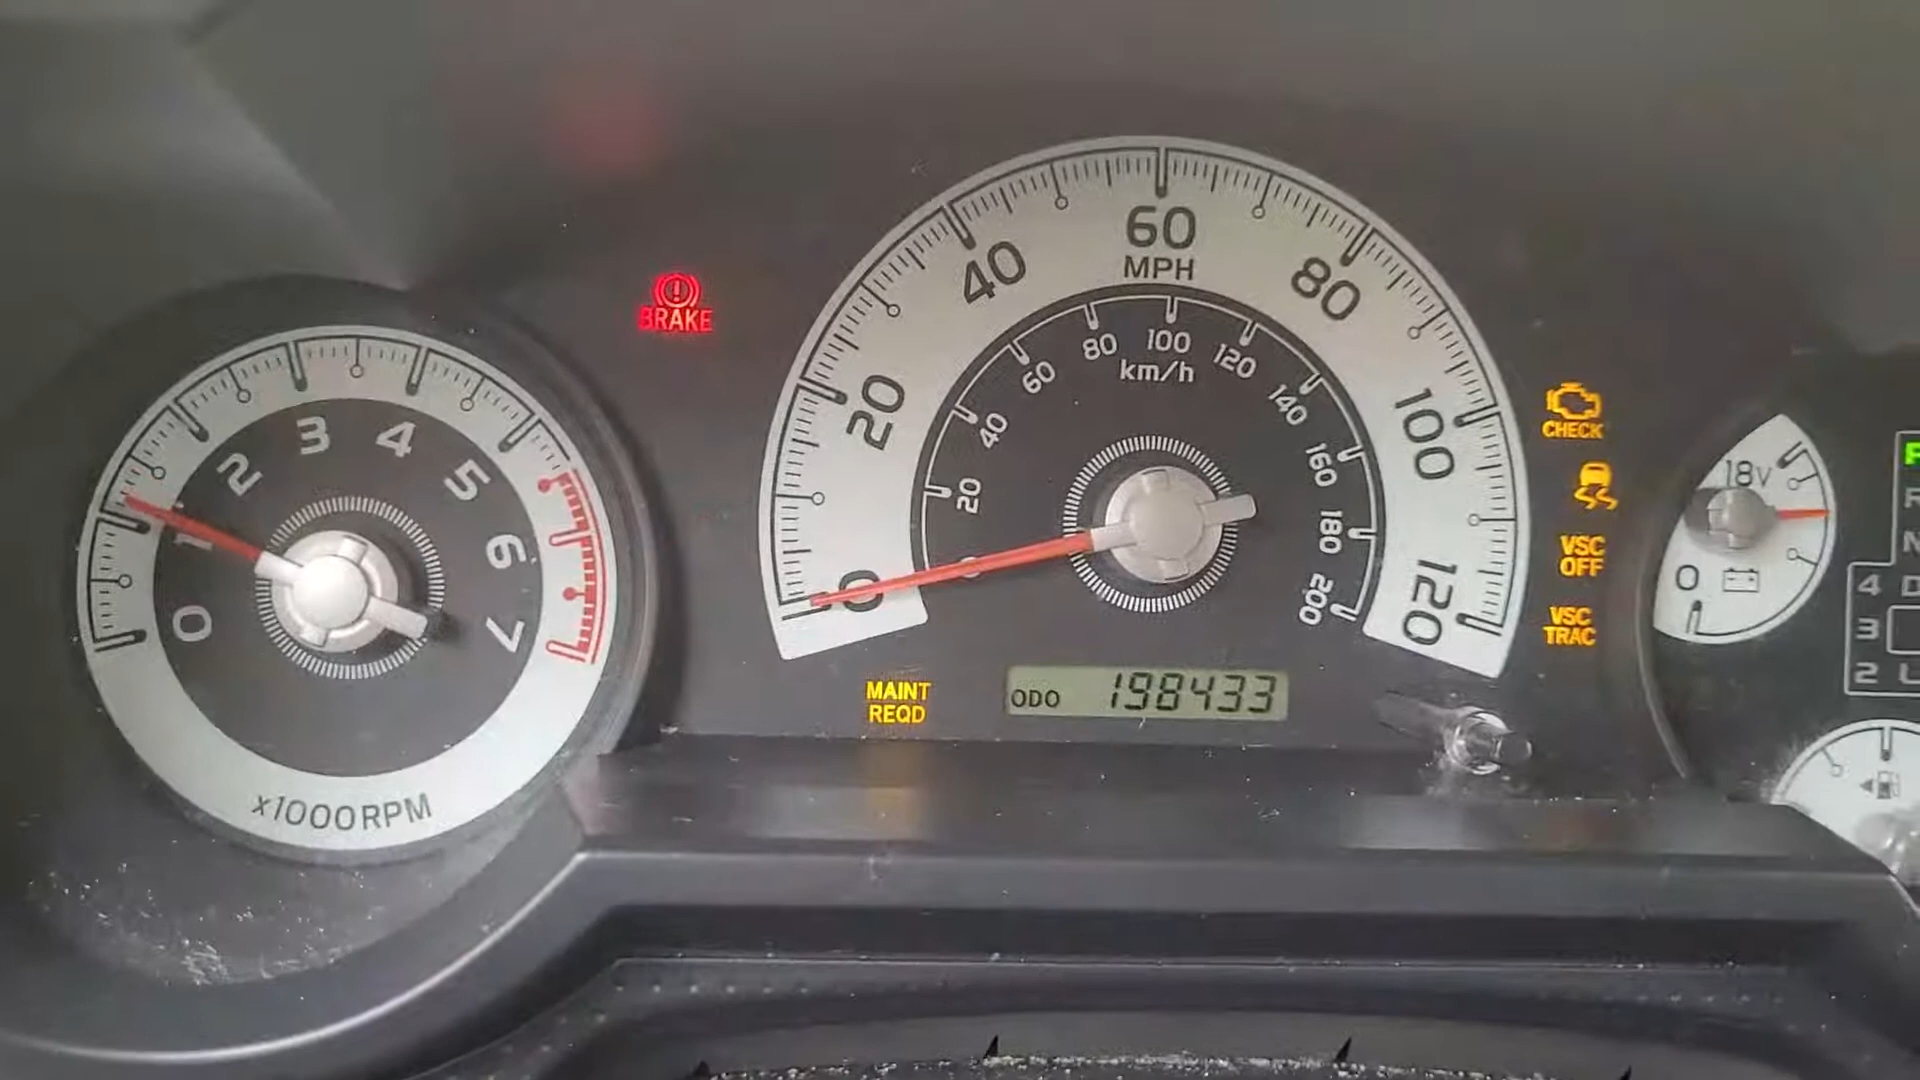 BRAKE
0
1
2
3
4
5
6
7
x1000RPM
0
20
40
60
80
100
120
MPH
20
40
60
80
100
120
140
160
180
200
km/h
MAINT
REQD
ODO 198433
CHECK
VSC
OFF
VSC
TRAC
18V
0
P
R
N
4 D
3
2 L